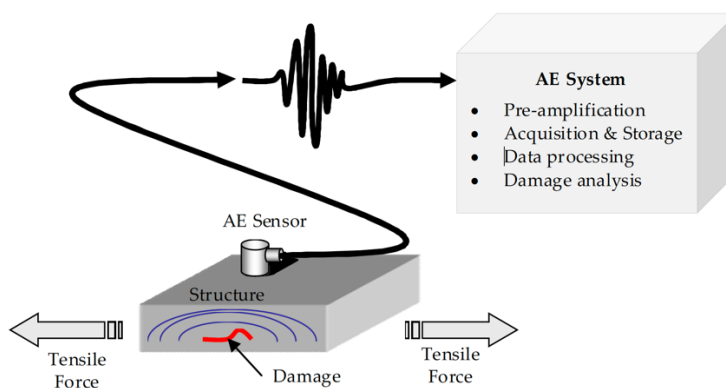 AE System
• Pre-amplification
• Acquisition & Storage
• Data processing
• Damage analysis
AE Sensor
Structure
Tensile
Force
Damage
Tensile
Force